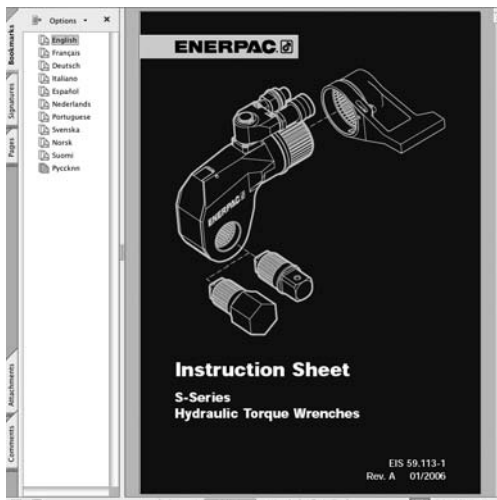 Options
Bookmarks
Signatures
Pages
Attachments
Comments
English
Français
Deutsch
Italiano
Español
Nederlands
Portuguese
Svenska
Norsk
Suomi
Pyccknn
ENERPAC
ENERPAC
Instruction Sheet
S-Series
Hydraulic Torque Wrenches
EIS 59.113-1
Rev. A 01/2006